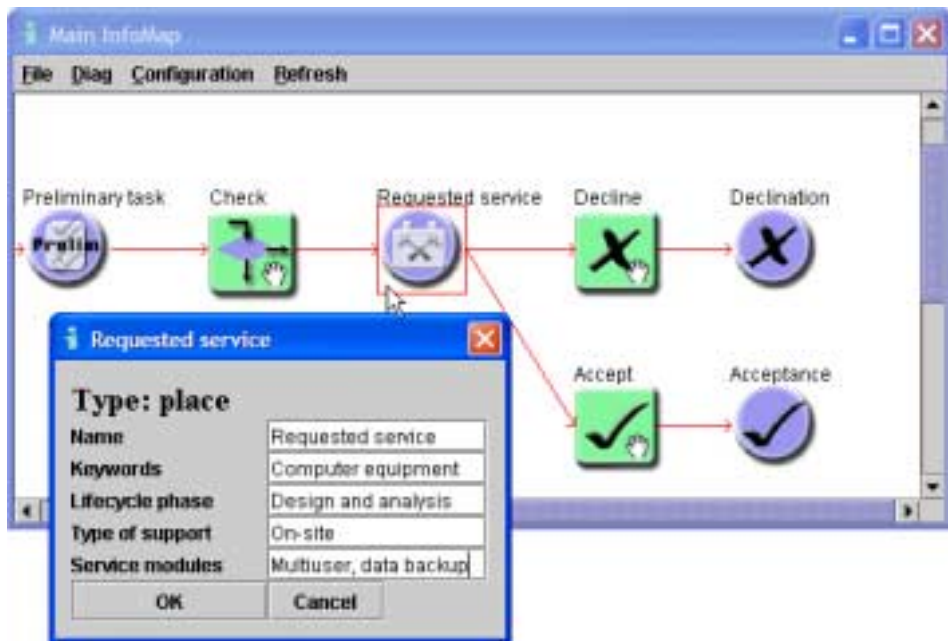 Main InfoMap
File Diag Configuration Refresh
Preliminary task Check Requested service Decline Declination
Prelim
Accept Acceptance
Requested service
Type: place
Name Requested service
Keywords Computer equipment
Lifecycle phase Design and analysis
Type of support On-site
Service modules Multiuser, data backup
OK Cancel